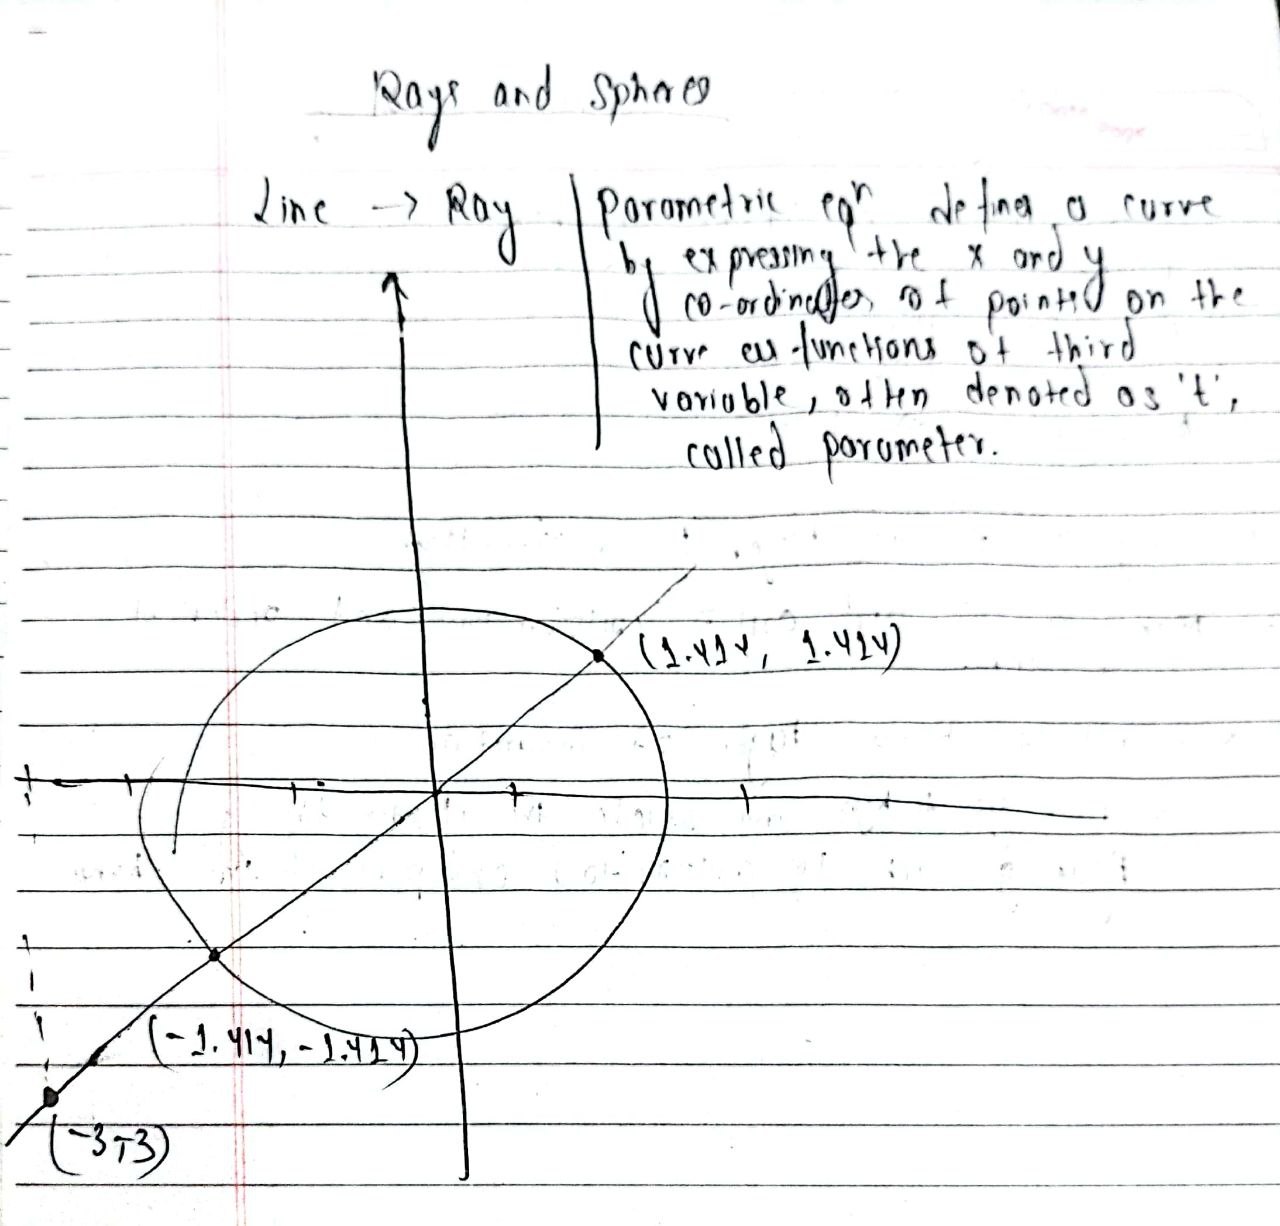 Rays and Spheres
Line → Ray
Parametric eqn defines a curve
by expressing the x and y
co-ordinates of points on the
curve as functions of third
variable, often denoted as 't',
called parameter.
(1.414, 1.414)
(-1.414, -1.414)
(-3,-3)